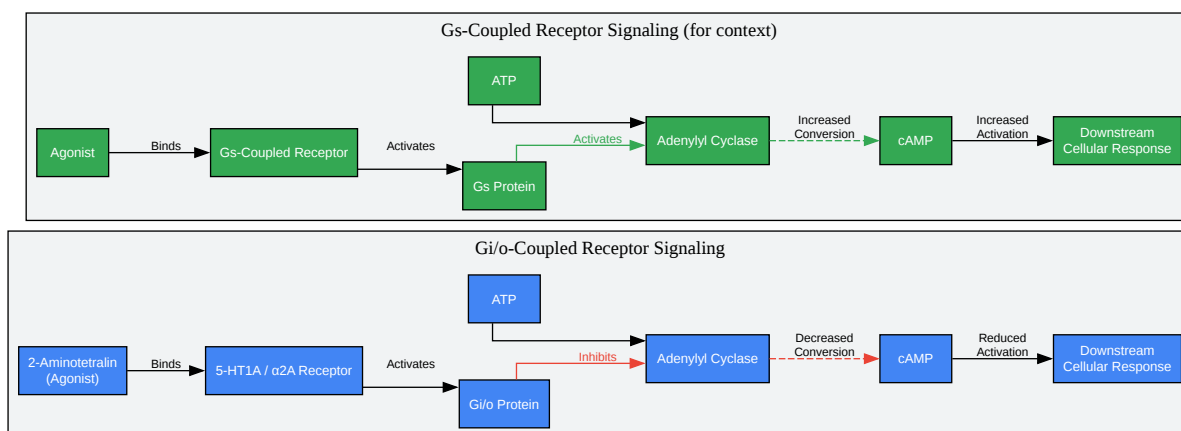 Gs-Coupled Receptor Signaling (for context)
ATP
Agonist
Binds
Gs-Coupled Receptor
Activates
Gs Protein
Activates
Adenylyl Cyclase
Increased
Conversion
cAMP
Increased
Activation
Downstream
Cellular Response
Gi/o-Coupled Receptor Signaling
ATP
2-Aminotetralin
(Agonist)
Binds
5-HT1A / α2A Receptor
Activates
Gi/o Protein
Inhibits
Adenylyl Cyclase
Decreased
Conversion
cAMP
Reduced
Activation
Downstream
Cellular Response